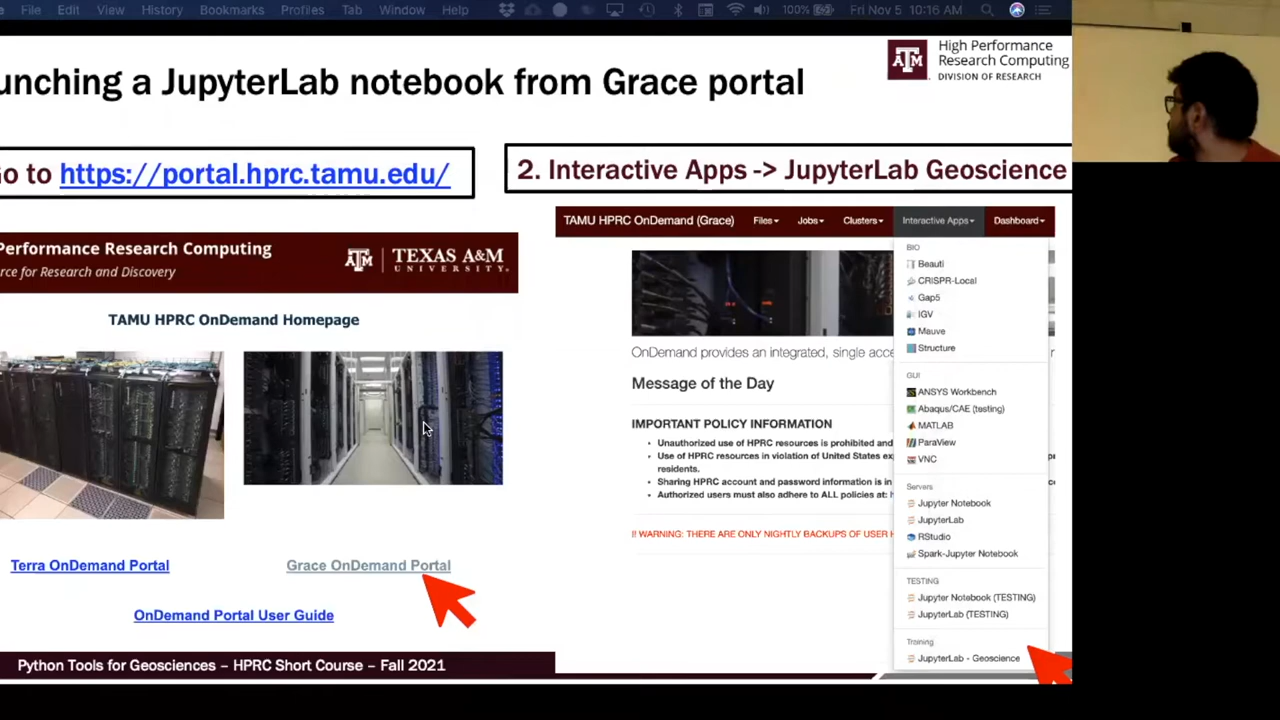 File Edit View History Bookmarks Profiles Tab Window Help 100% Fri Nov 5 10:16 AM
High Performance
Research Computing
DIVISION OF RESEARCH
unching a JupyterLab notebook from Grace portal
o to https://portal.hprc.tamu.edu/
2. Interactive Apps -> JupyterLab Geoscience
Performance Research Computing
rce for Research and Discovery
TEXAS A&M
UNIVERSITY
TAMU HPRC OnDemand Homepage
Terra OnDemand Portal
Grace OnDemand Portal
OnDemand Portal User Guide
TAMU HPRC OnDemand (Grace) Files Jobs Clusters Interactive Apps Dashboard
OnDemand provides an integrated, single acce
Message of the Day
IMPORTANT POLICY INFORMATION
Unauthorized use of HPRC resources is prohibited and
Use of HPRC resources in violation of United States ex
residents.
Sharing HPRC account and password information is in
Authorized users must also adhere to ALL policies at: h
!! WARNING: THERE ARE ONLY NIGHTLY BACKUPS OF USER H
BIO
Beauti
CRISPR-Local
Gap5
IGV
Mauve
Structure
GUI
ANSYS Workbench
Abaqus/CAE (testing)
MATLAB
ParaView
VNC
Servers
Jupyter Notebook
JupyterLab
RStudio
Spark-Jupyter Notebook
TESTING
Jupyter Notebook (TESTING)
JupyterLab (TESTING)
Training
JupyterLab - Geoscience
Python Tools for Geosciences – HPRC Short Course – Fall 2021